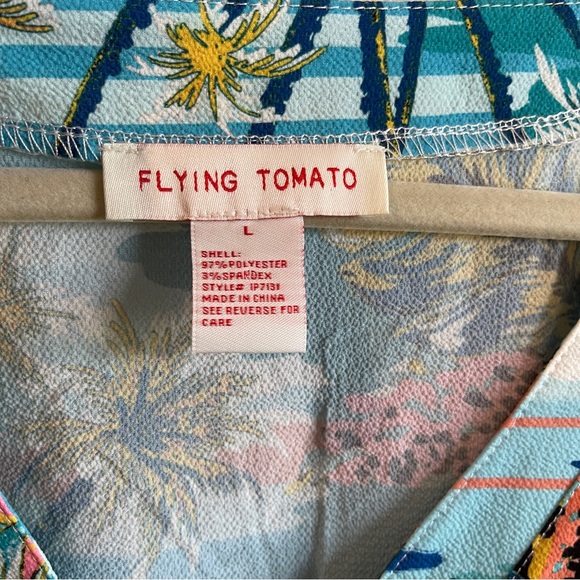 FLYING TOMATO
L
SHELL:
97%POLYESTER
3%SPANDEX
STYLE# IP7131
MADE IN CHINA
SEE REVERSE FOR
CARE